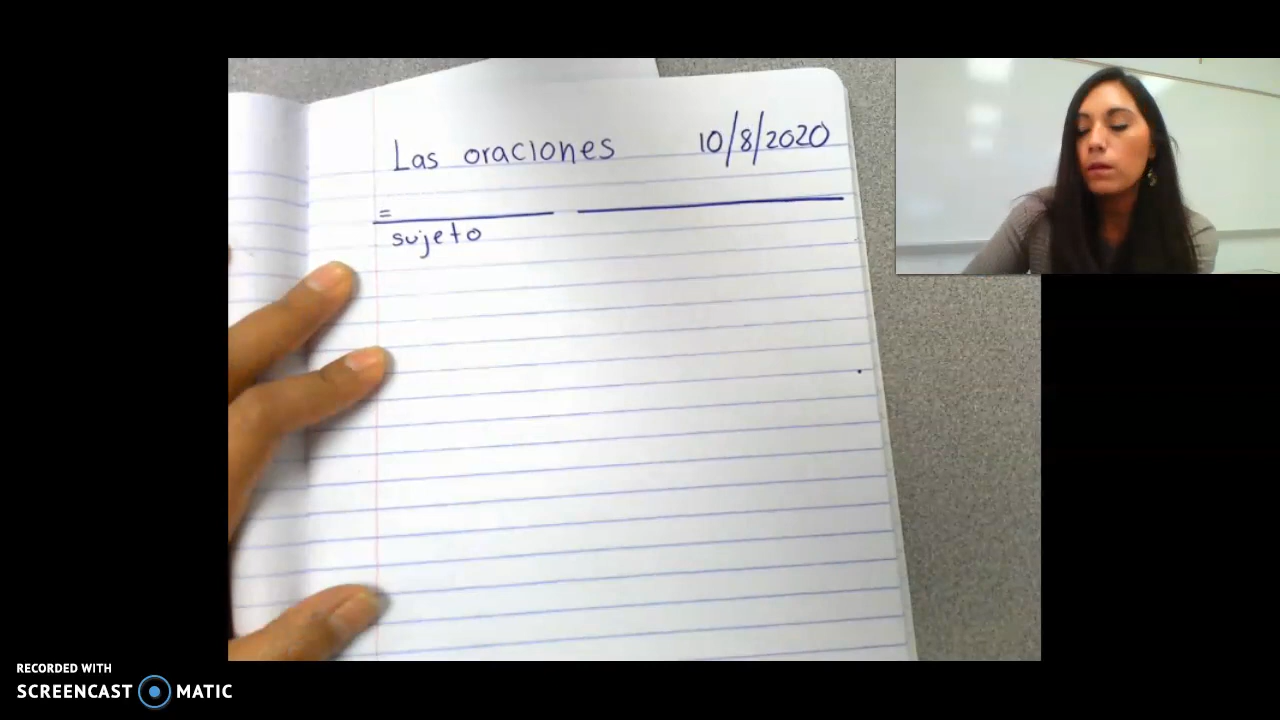 Las oraciones 10/8/2020
=
sujeto
RECORDED WITH
SCREENCAST MATIC